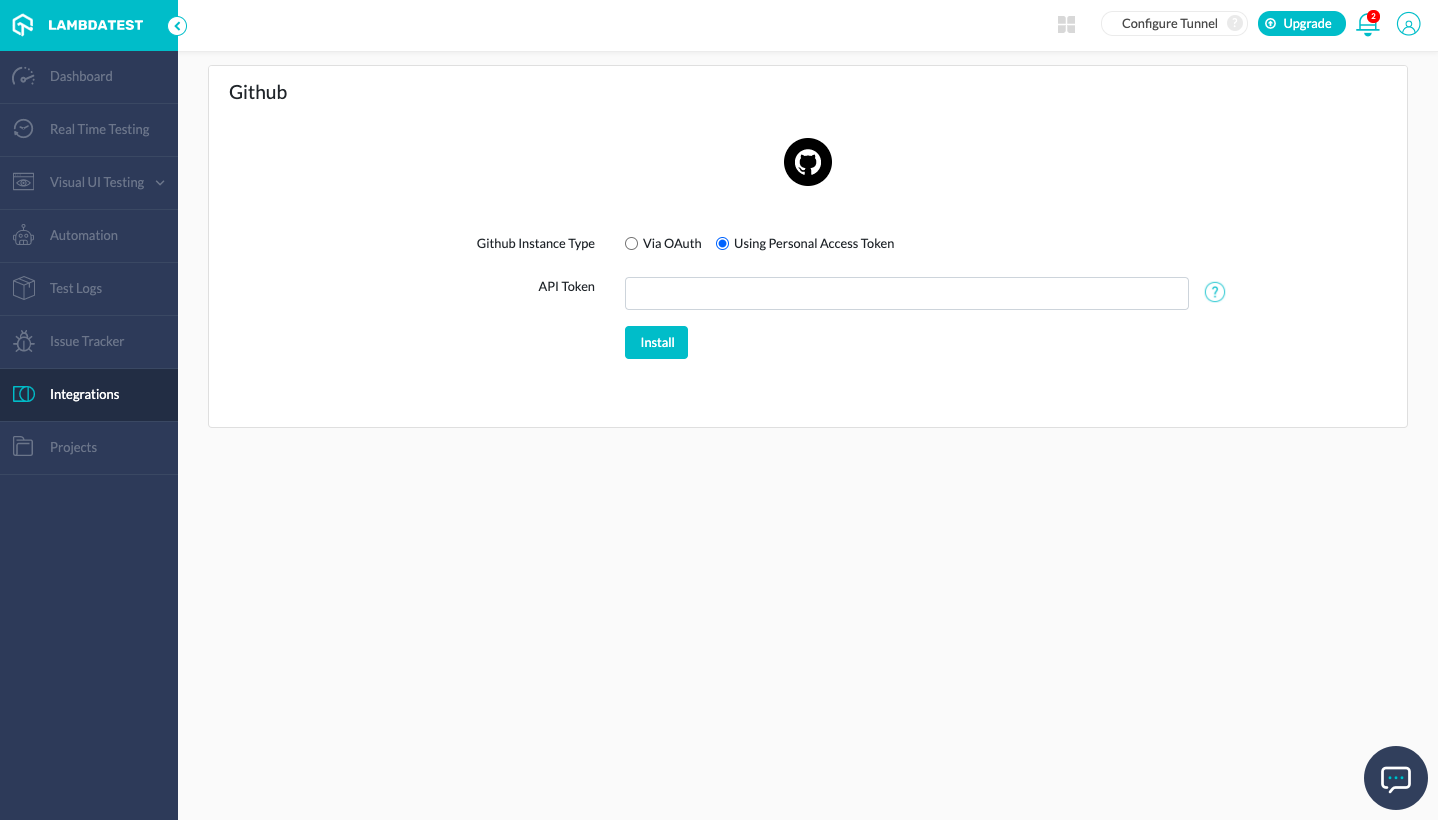 LAMBDATEST
Configure Tunnel ?
Upgrade
2
Dashboard
Real Time Testing
Visual UI Testing
Automation
Test Logs
Issue Tracker
Integrations
Projects
Github
Github Instance Type
Via OAuth
Using Personal Access Token
API Token
?
Install